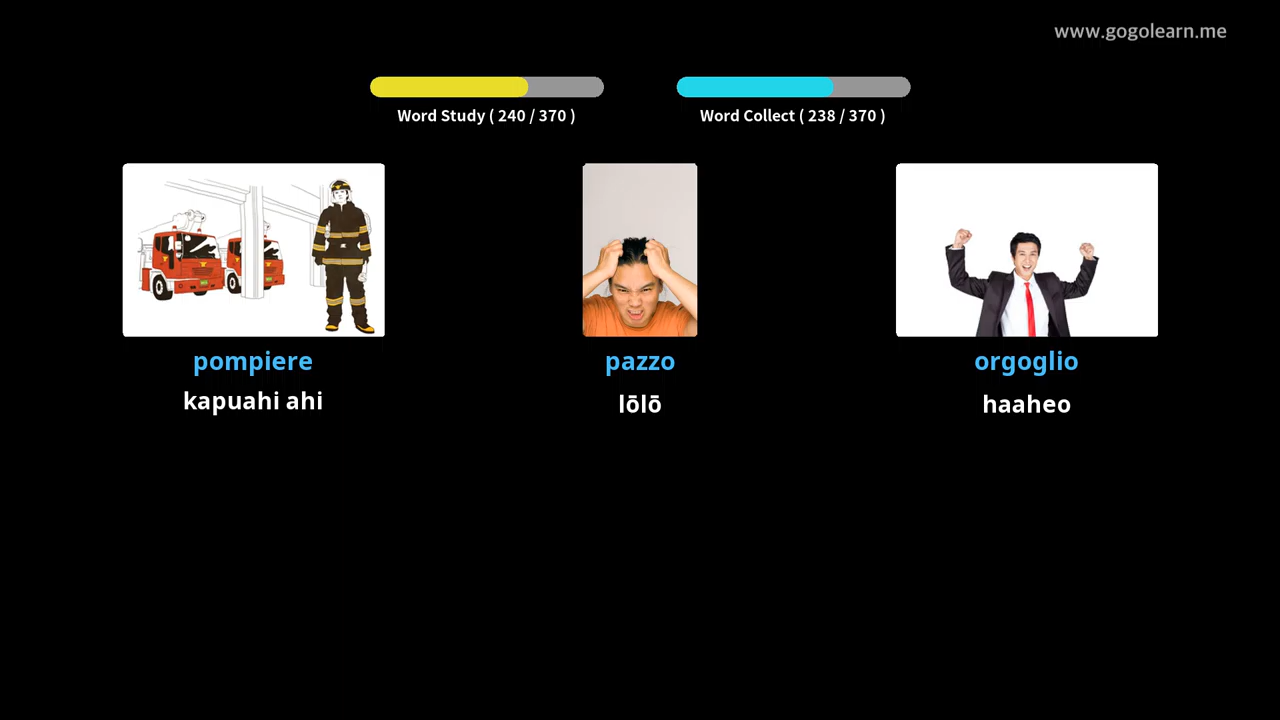 www.gogolearn.me
Word Study ( 240 / 370 )
Word Collect ( 238 / 370 )
pompiere
pazzo
orgoglio
kapuahi ahi
lōlō
haaheo